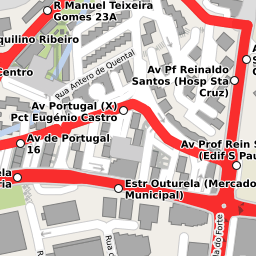 R Manuel Teixeira
Gomes 23A
quilino Ribeiro
Centro
Rua Antero de Quental
Av Pf Reinaldo
Santos (Hosp Sta
Cruz)
Av Portugal (X)
Pct Eugénio Castro
Av de Portugal
16
Av Prof Rein S
(Edif S Pau
Estr Outurela (Mercado
Municipal)
do Forte